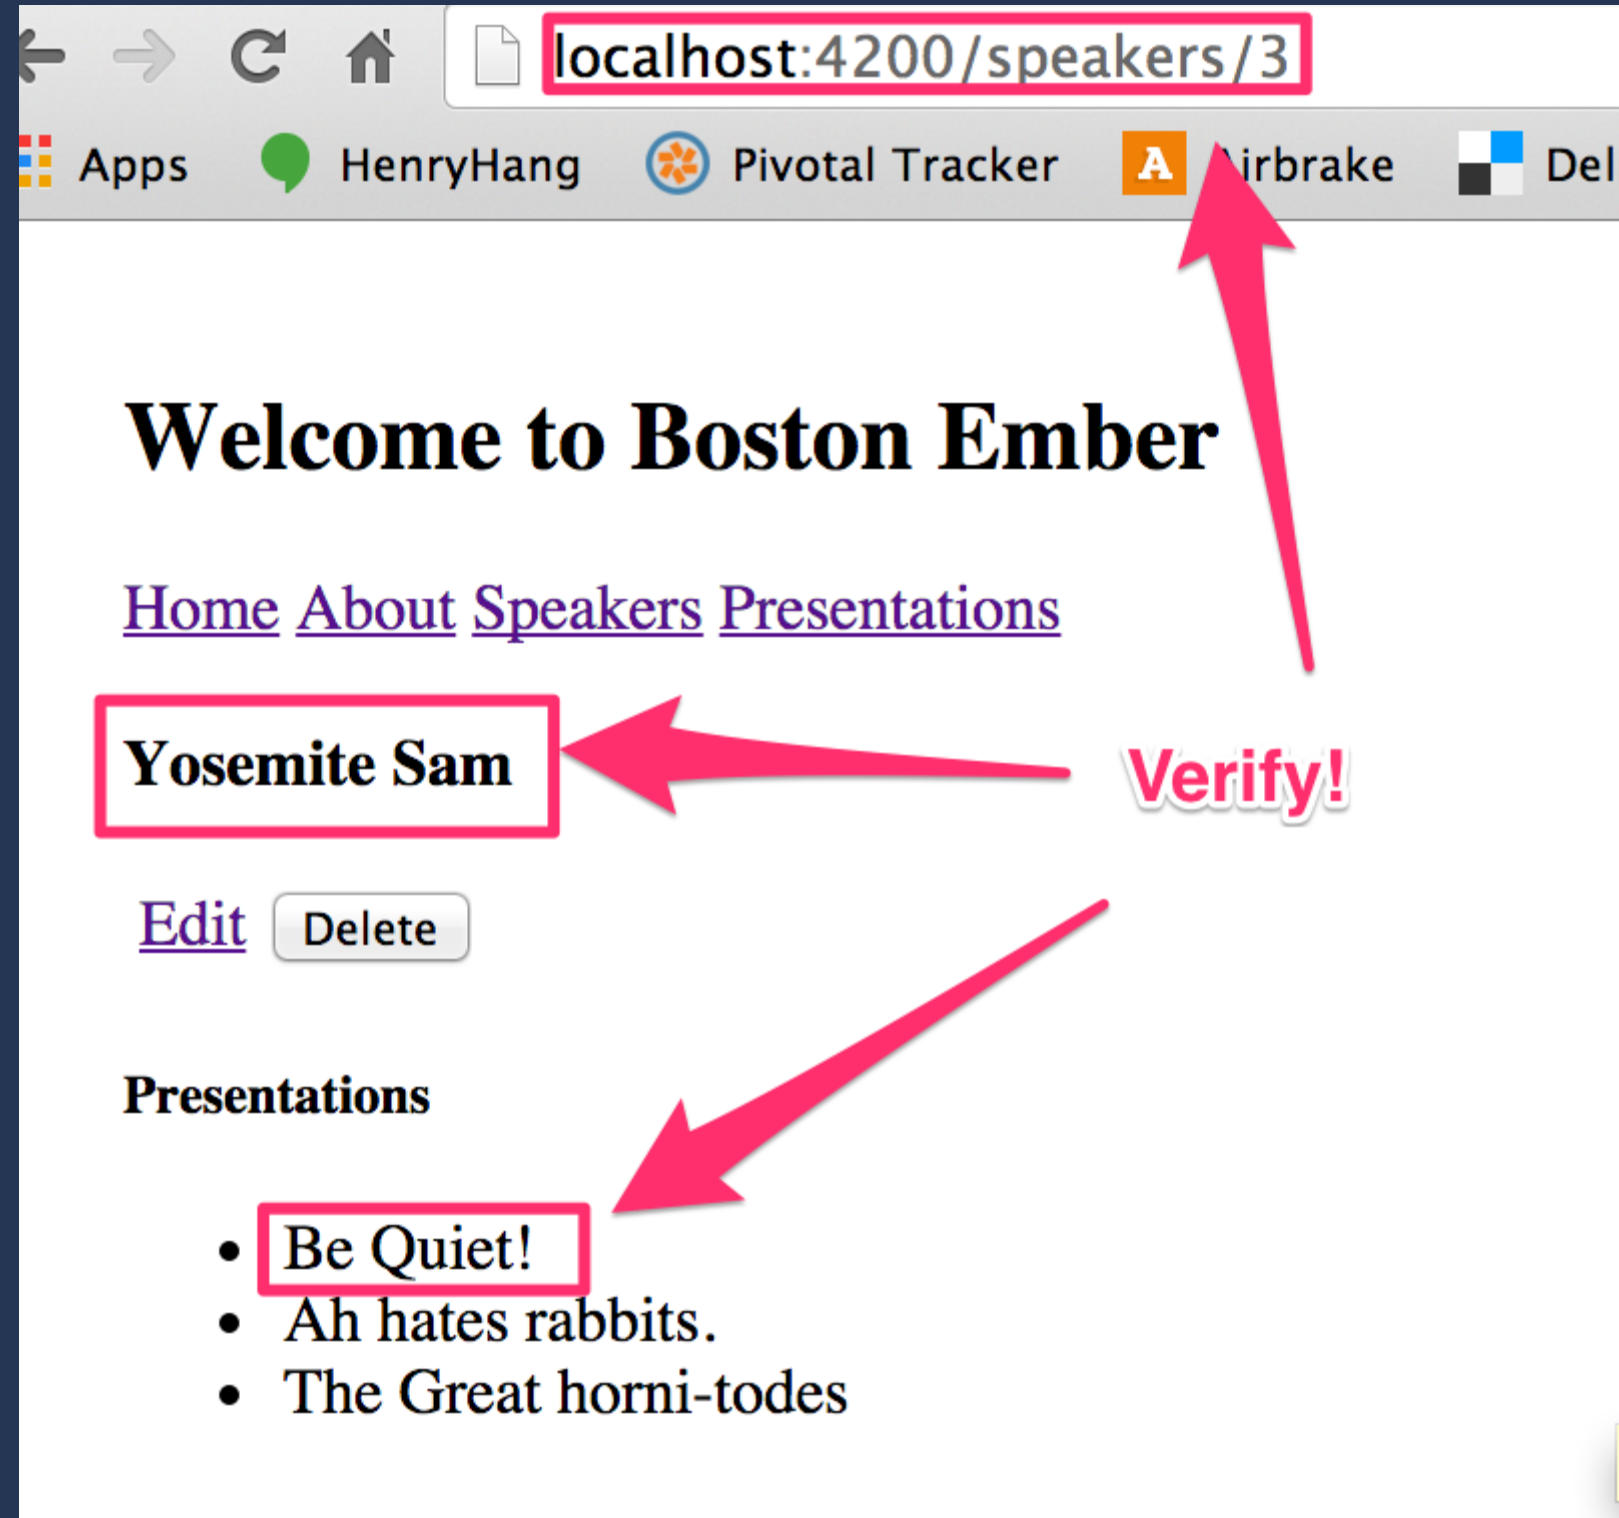 localhost:4200/speakers/3
Apps HenryHang Pivotal Tracker A irbrake Del
Welcome to Boston Ember
Home About Speakers Presentations
Yosemite Sam
Verify!
Edit Delete
Presentations
Be Quiet!
Ah hates rabbits.
The Great horni-todes